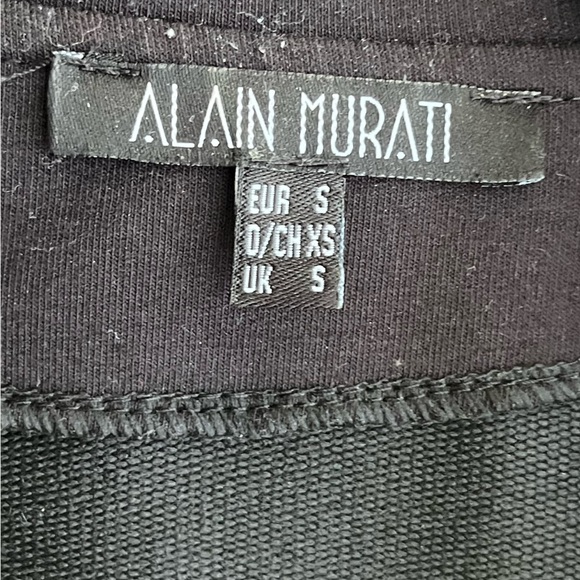 ALAIN MURATI
EUR S
D/CH XS
UK S